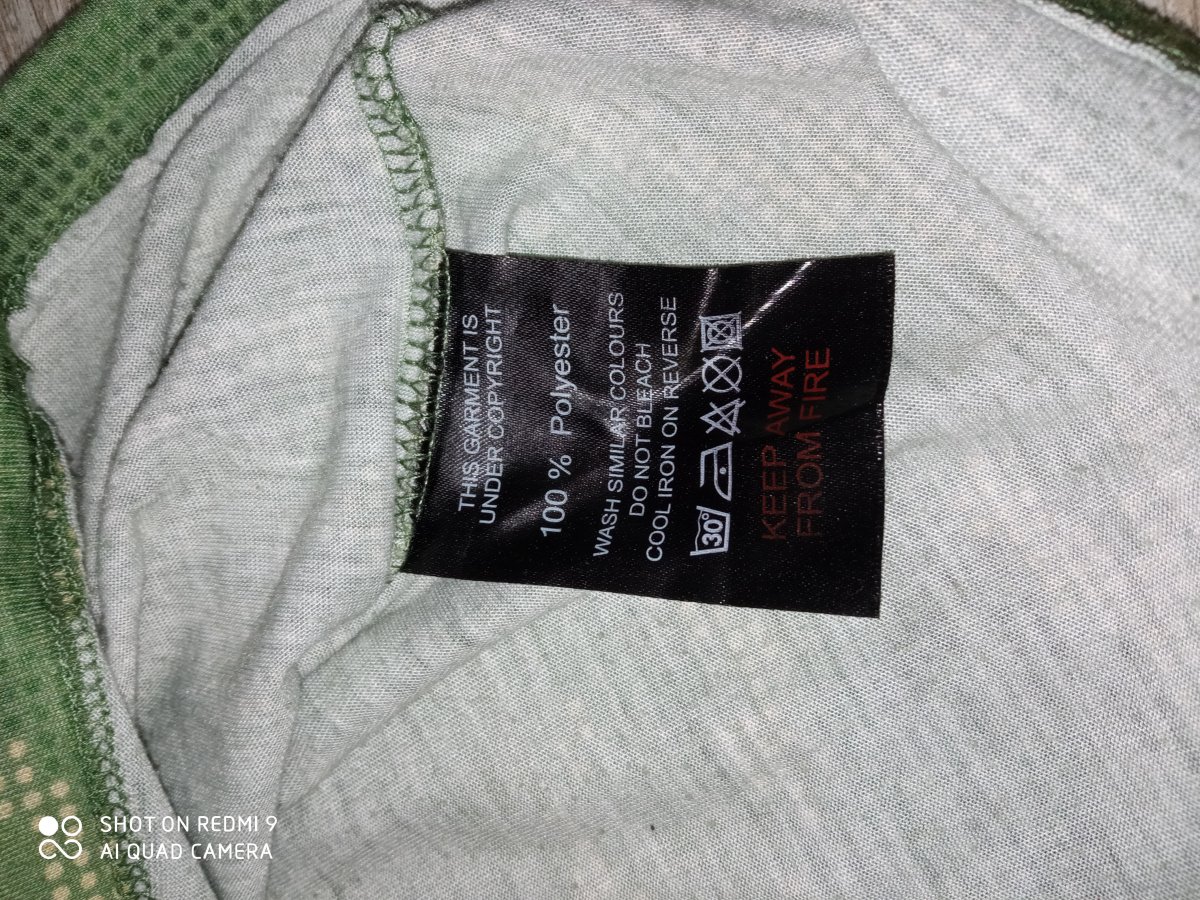 THIS GARMENT IS
UNDER COPYRIGHT
100 % Polyester
WASH SIMILAR COLOURS
DO NOT BLEACH
COOL IRON ON REVERSE
30°
KEEP AWAY
FROM FIRE
SHOT ON REDMI 9
AI QUAD CAMERA